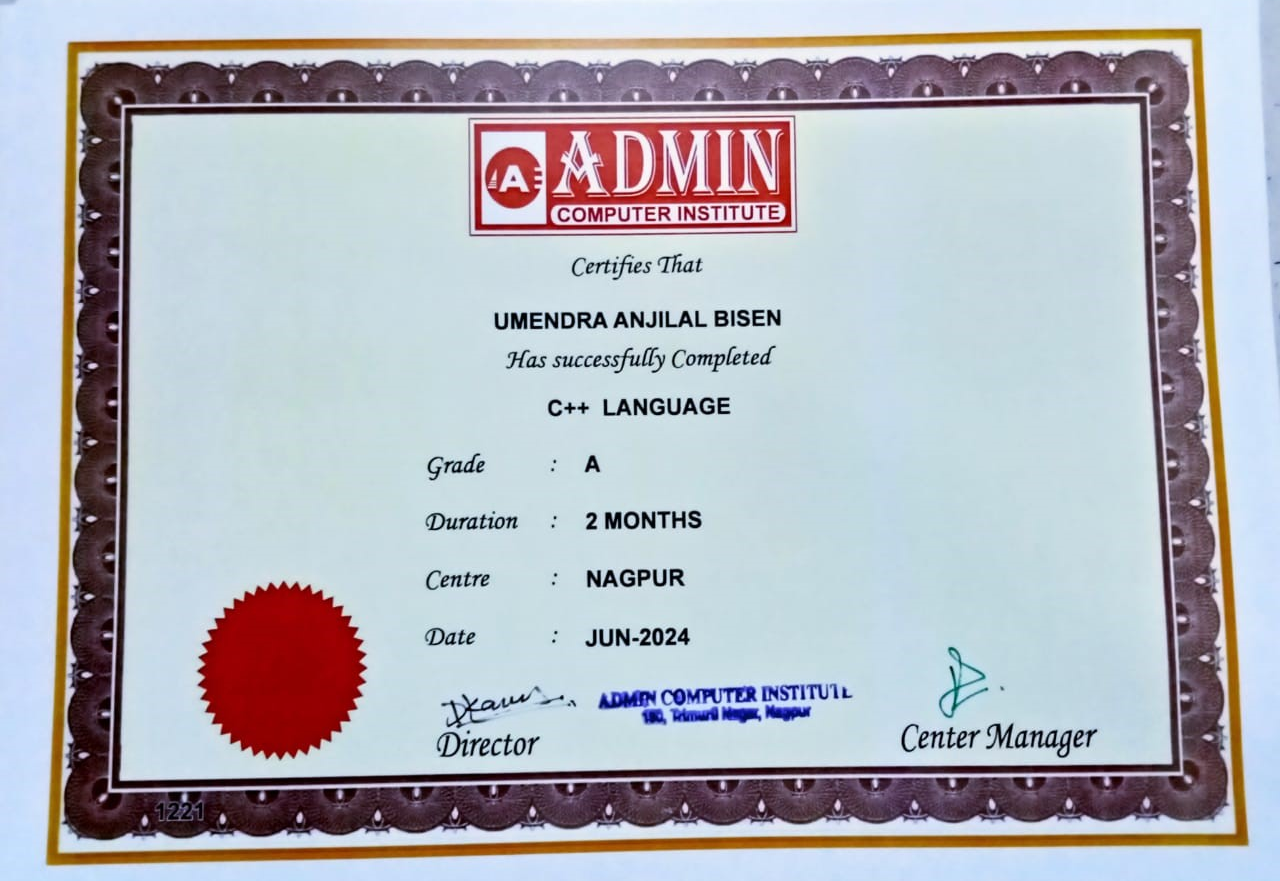 A ADMIN
COMPUTER INSTITUTE
Certifies That
UMENDRA ANJILAL BISEN
Has successfully Completed
C++ LANGUAGE
Grade : A
Duration : 2 MONTHS
Centre : NAGPUR
Date : JUN-2024
ADMIN COMPUTER INSTITUTE
Nagar, Nagpur
Director
Center Manager
1221